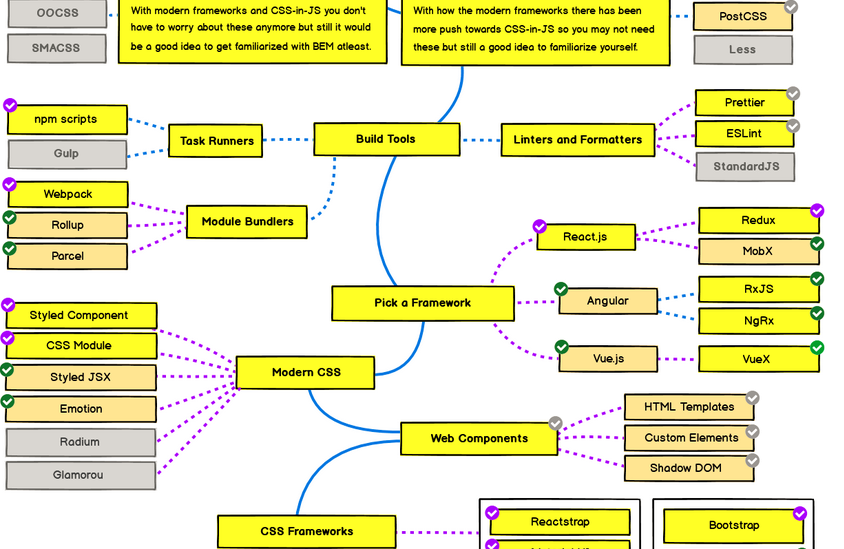 OOCSS
SMACSS
With modern frameworks and CSS-in-JS you don't
have to worry about these anymore but still it would
be a good idea to get familiarized with BEM atleast.
With how the modern frameworks there has been
more push towards CSS-in-JS so you may not need
these but still a good idea to familiarize yourself.
PostCSS
Less
npm scripts
Gulp
Task Runners
Build Tools
Linters and Formatters
Prettier
ESLint
StandardJS
Webpack
Rollup
Parcel
Module Bundlers
React.js
Redux
MobX
Pick a Framework
Angular
RxJS
NgRx
Vue.js
VueX
Styled Component
CSS Module
Styled JSX
Emotion
Radium
Glamorou
Modern CSS
Web Components
HTML Templates
Custom Elements
Shadow DOM
CSS Frameworks
Reactstrap
Bootstrap